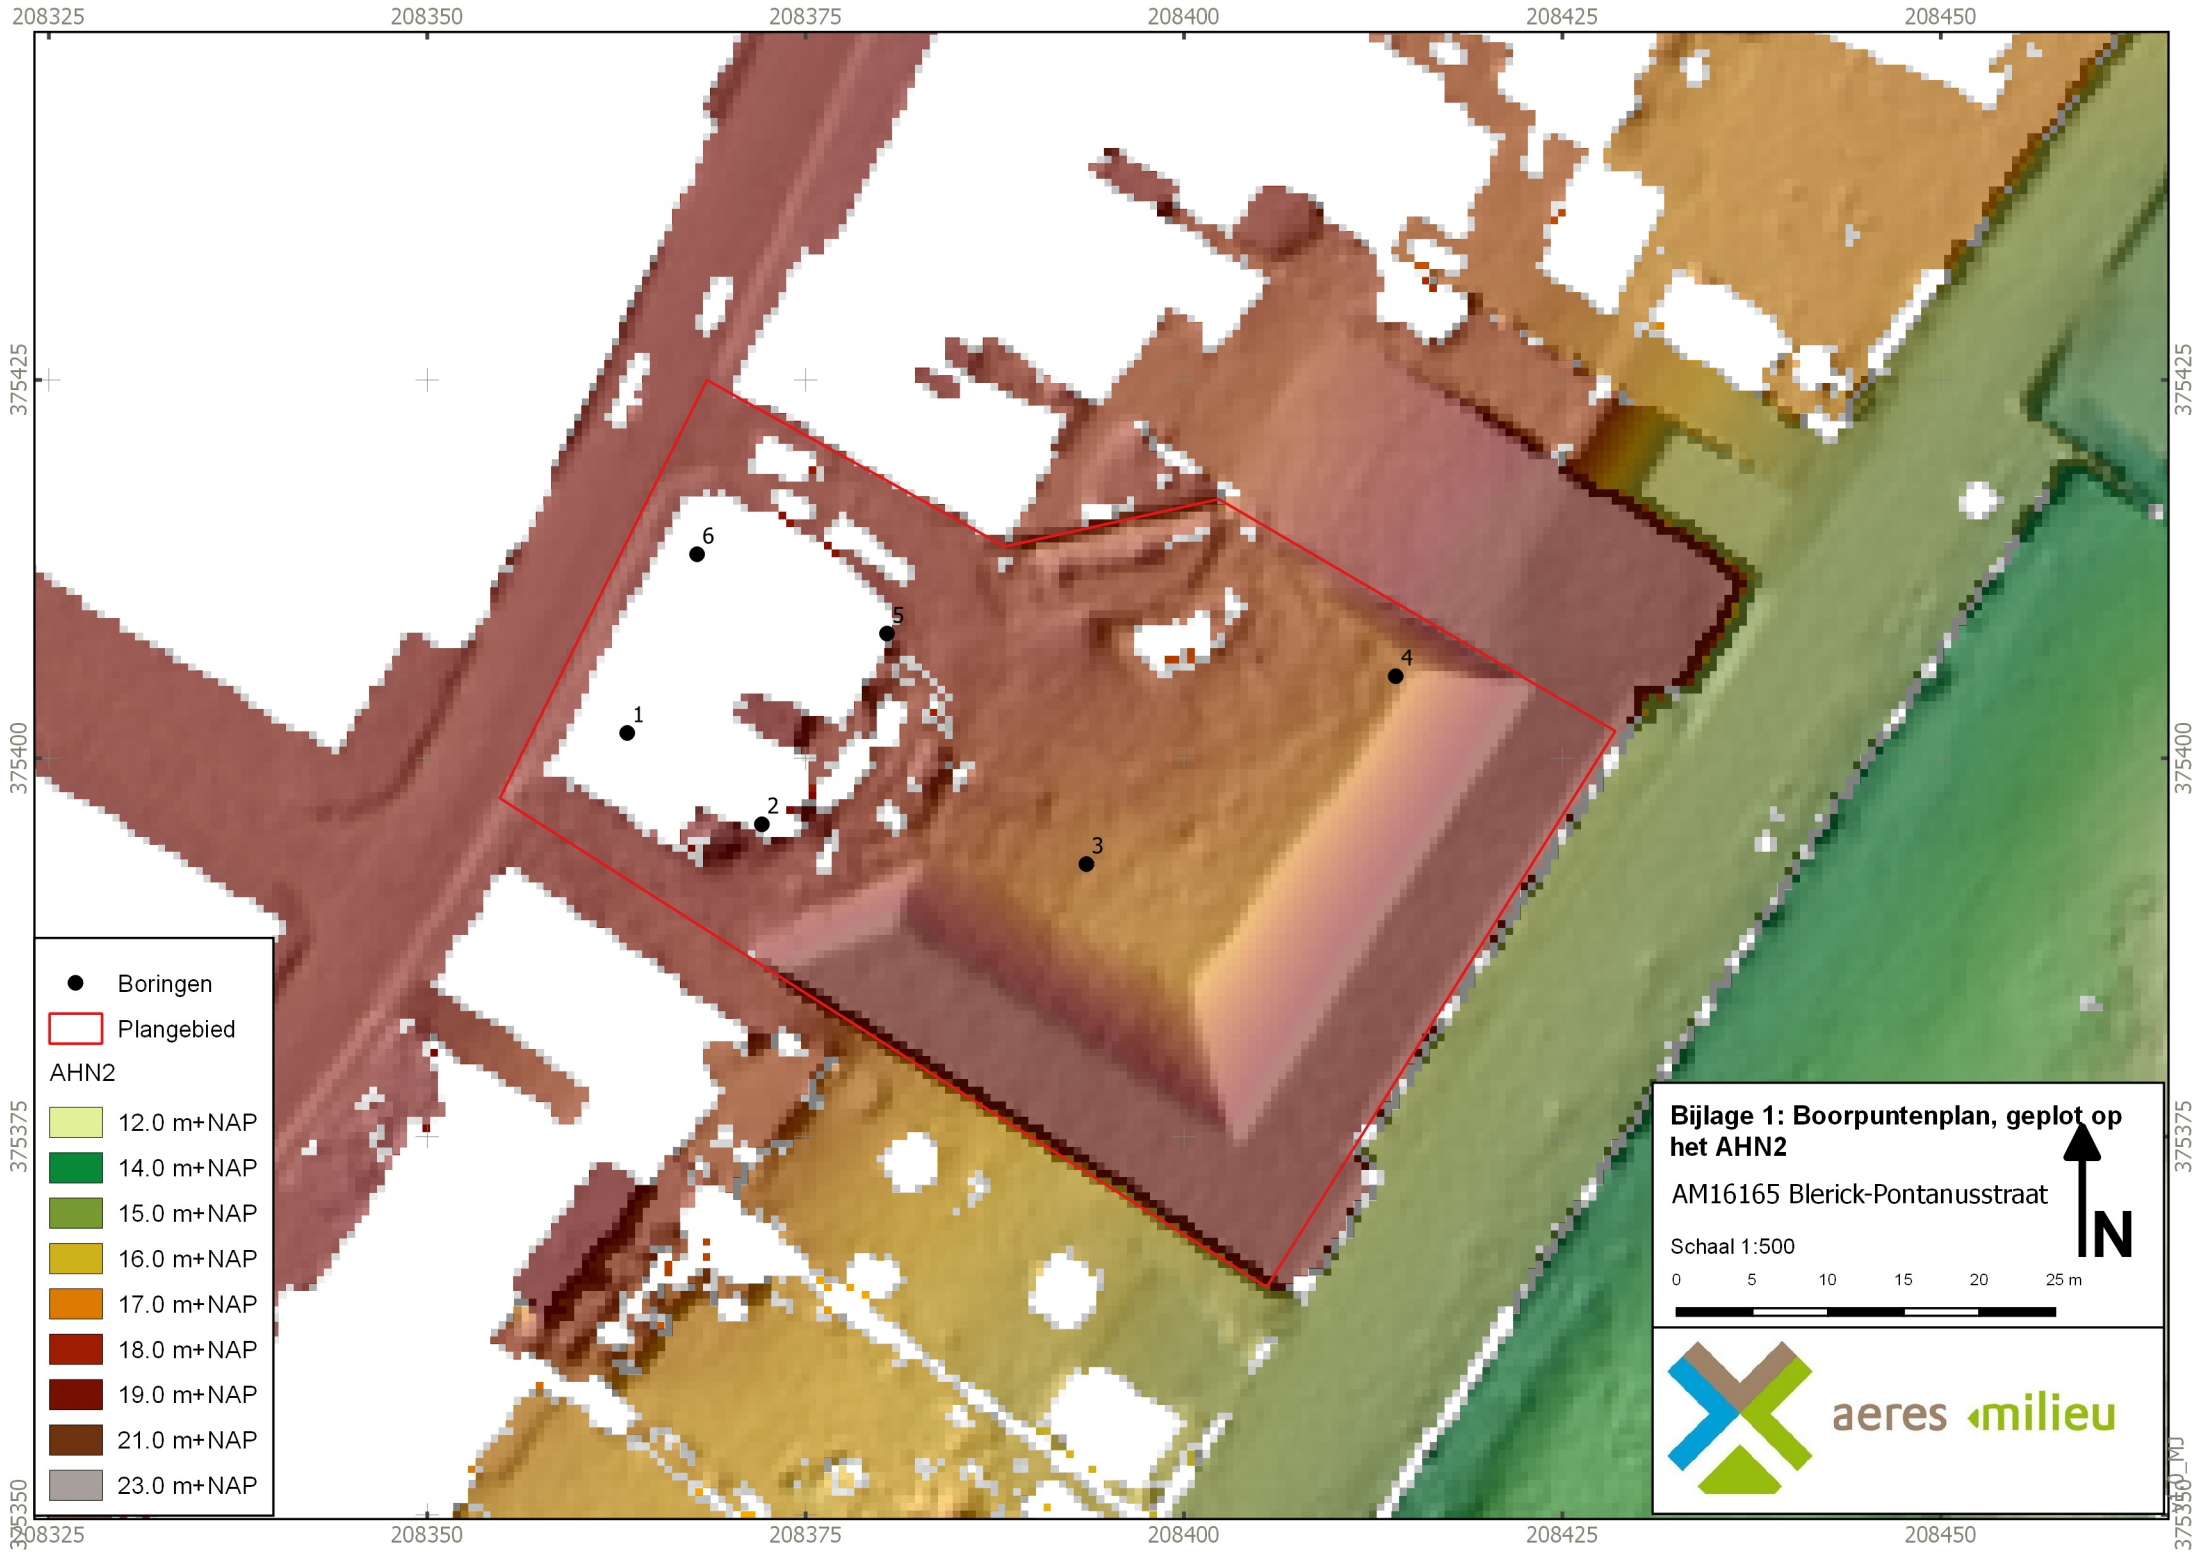 208325 208350 208375 208400 208425 208450
375425 375425
6
5
4
1
375400 375400
2
3
Boringen
Plangebied
AHN2
12.0 m+NAP
14.0 m+NAP
15.0 m+NAP
16.0 m+NAP
17.0 m+NAP
18.0 m+NAP
19.0 m+NAP
21.0 m+NAP
23.0 m+NAP
375375 375375
Bijlage 1: Boorpuntenplan, geplot op
het AHN2
AM16165 Blerick-Pontanusstraat
N
Schaal 1:500
0 5 10 15 20 25 m
aeres milieu
375350 375350
208325 208350 208375 208400 208425 208450